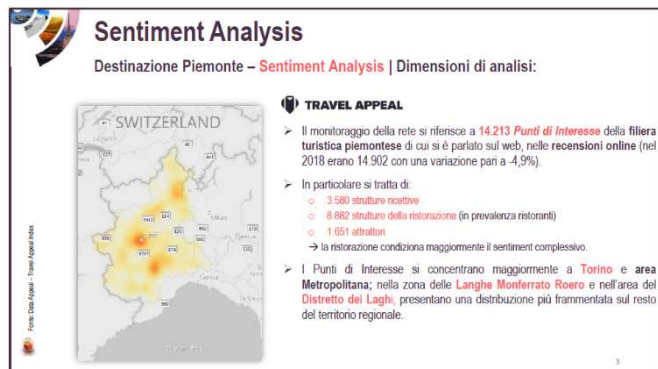 Sentiment Analysis
Destinazione Piemonte – Sentiment Analysis | Dimensioni di analisi:
SWITZERLAND
TRAVEL APPEAL
➢ Il monitoraggio della rete si riferisce a 14.213 Punti di Interesse della filiera
turistica piemontese di cui si è parlato sul web, nelle recensioni online (nel
2018 erano 14.902 con una variazione pari a -4,9%).
➢ In particolare si tratta di:
○ 3.580 strutture ricettive
○ 8.882 strutture della ristorazione (in prevalenza ristoranti)
○ 1.651 attrattori
→ la ristorazione condiziona maggiormente il sentiment complessivo.
➢ I Punti di Interesse si concentrano maggiormente a Torino e area
Metropolitana; nella zona delle Langhe Monferrato Roero e nell'area del
Distretto dei Laghi; presentano una distribuzione più frammentata sul resto
del territorio regionale.
Fonte: Data Appeal – Travel Appeal Index
3